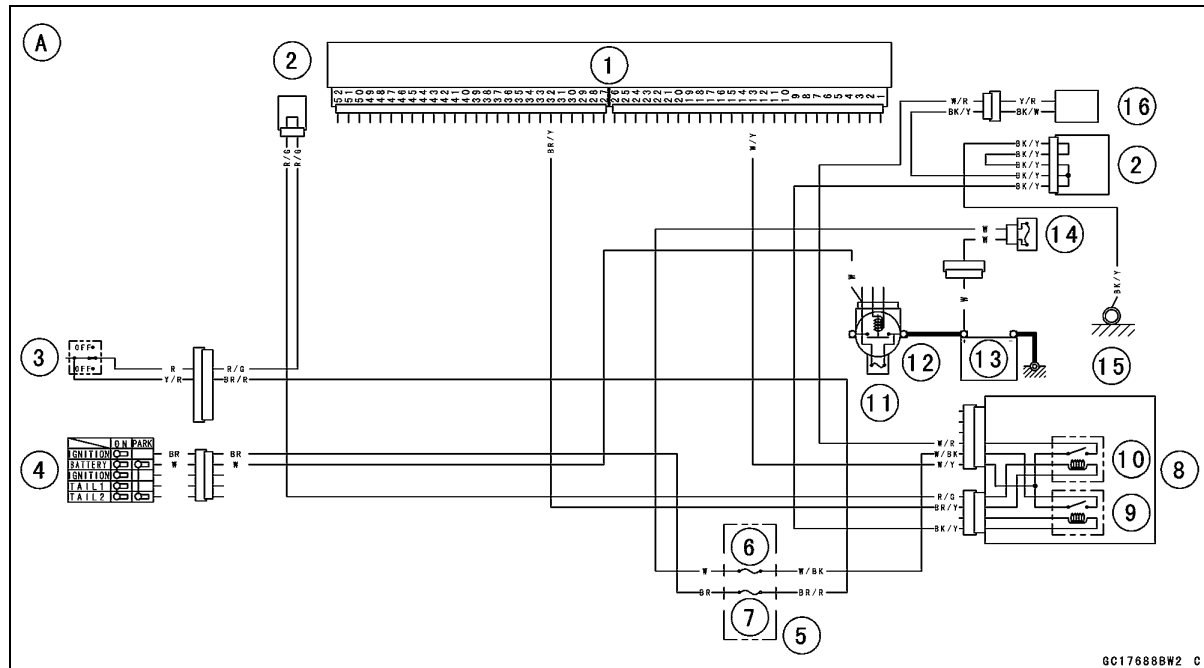 A
2
1
52 51 50 49 48 47 46 45 44 43 42 41 40 39 38 37 36 35 34 33 32 31 30 29 28 27 26 25 24 23 22 21 20 19 18 17 16 15 14 13 12 11 10 9 8 7 6 5 4 3 2 1
W/R Y/R
BK/Y BK/W
16
BK/Y
BK/Y
BK/Y
BK/Y
BK/Y
2
R/G R/G
BR/Y
W/Y
W
W
14
W
W
BK/Y
3
OFF
OFF
R R/G
Y/R BR/R
12
+ -
13
11
15
4
ON PARK
IGNITION
BATTERY
IGNITION
TAIL1
TAIL2
BR BR
W W
W/R
W/BK
W/Y
10
8
R/G
BR/Y
BK/Y
9
6
W W/BK
BR BR/R
7
5
GC17688BW2 C